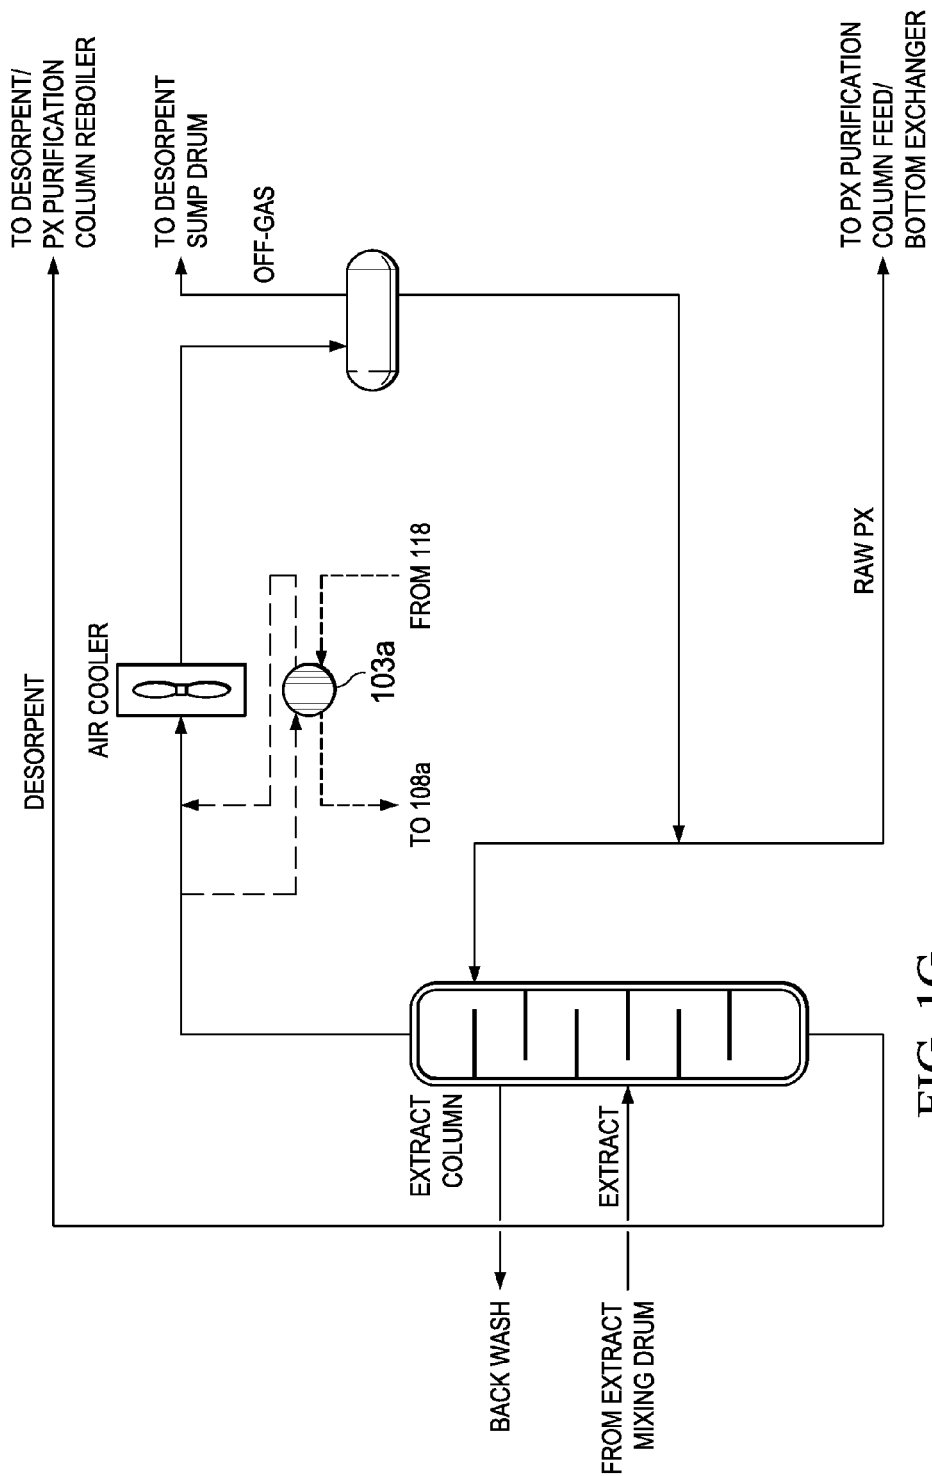 TO DESORPENT/
PX PURIFICATION
COLUMN REBOILER
TO DESORPENT
SUMP DRUM
OFF-GAS
DESORPENT
AIR COOLER
FROM 118
103a
TO 108a
TO PX PURIFICATION
COLUMN FEED/
BOTTOM EXCHANGER
RAW PX
EXTRACT
COLUMN
EXTRACT
BACK WASH
FROM EXTRACT
MIXING DRUM
FIG. 1G